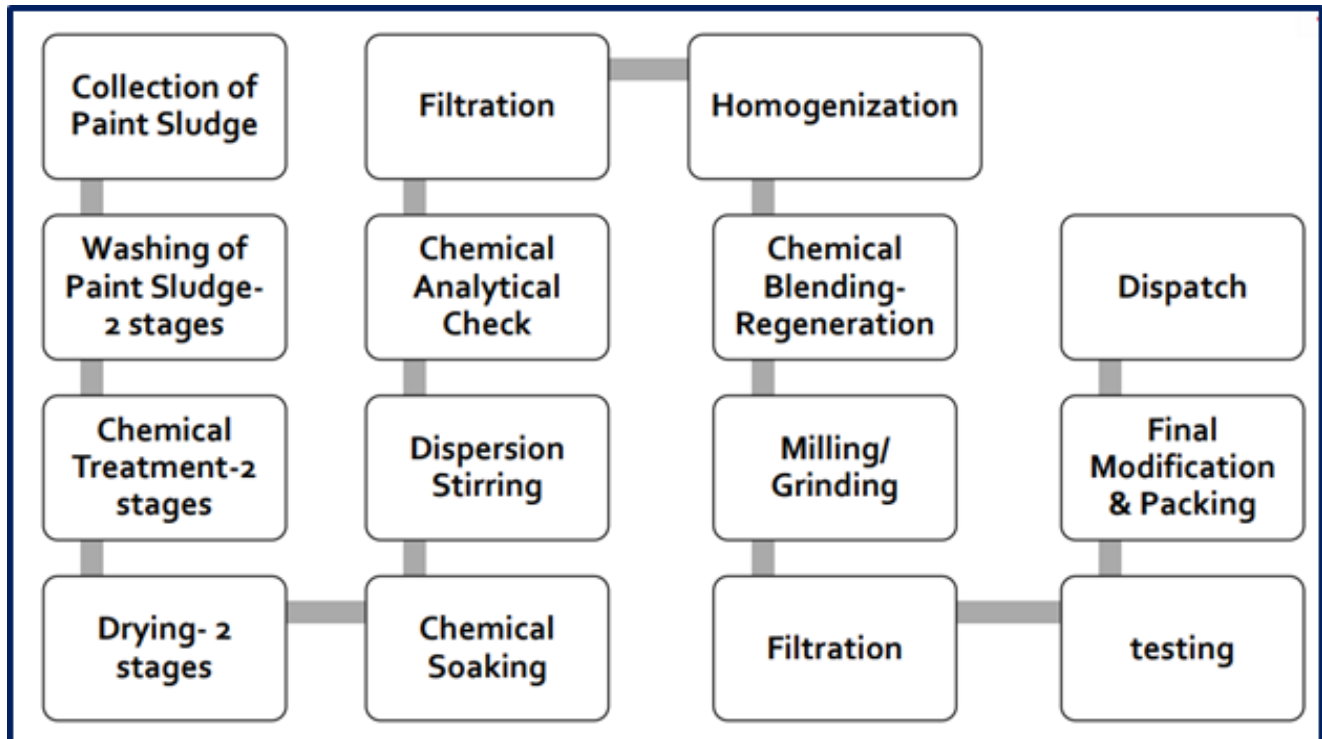 Collection of
Paint Sludge
Washing of
Paint Sludge-
2 stages
Chemical
Treatment-2
stages
Drying- 2
stages
Chemical
Soaking
Dispersion
Stirring
Chemical
Analytical
Check
Filtration
Homogenization
Chemical
Blending-
Regeneration
Milling/
Grinding
Filtration
testing
Final
Modification
& Packing
Dispatch